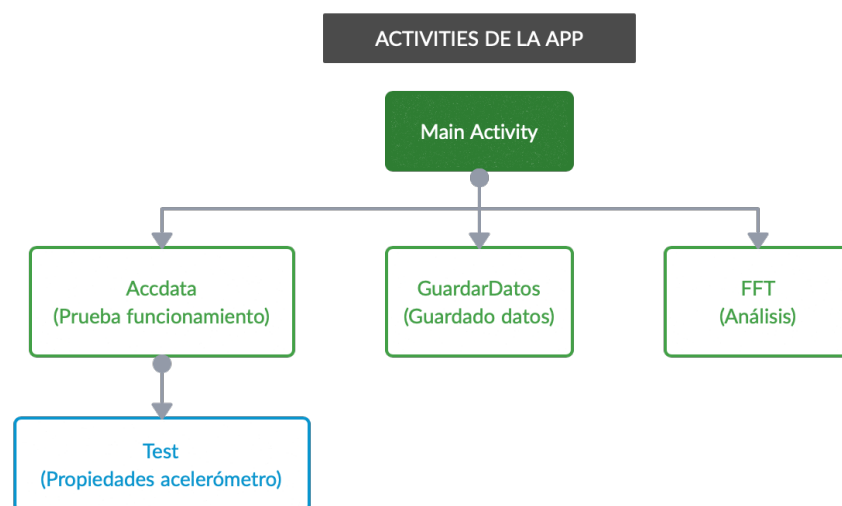 ACTIVITIES DE LA APP
Main Activity
Accdata
(Prueba funcionamiento)
GuardarDatos
(Guardado datos)
FFT
(Análisis)
Test
(Propiedades acelerómetro)